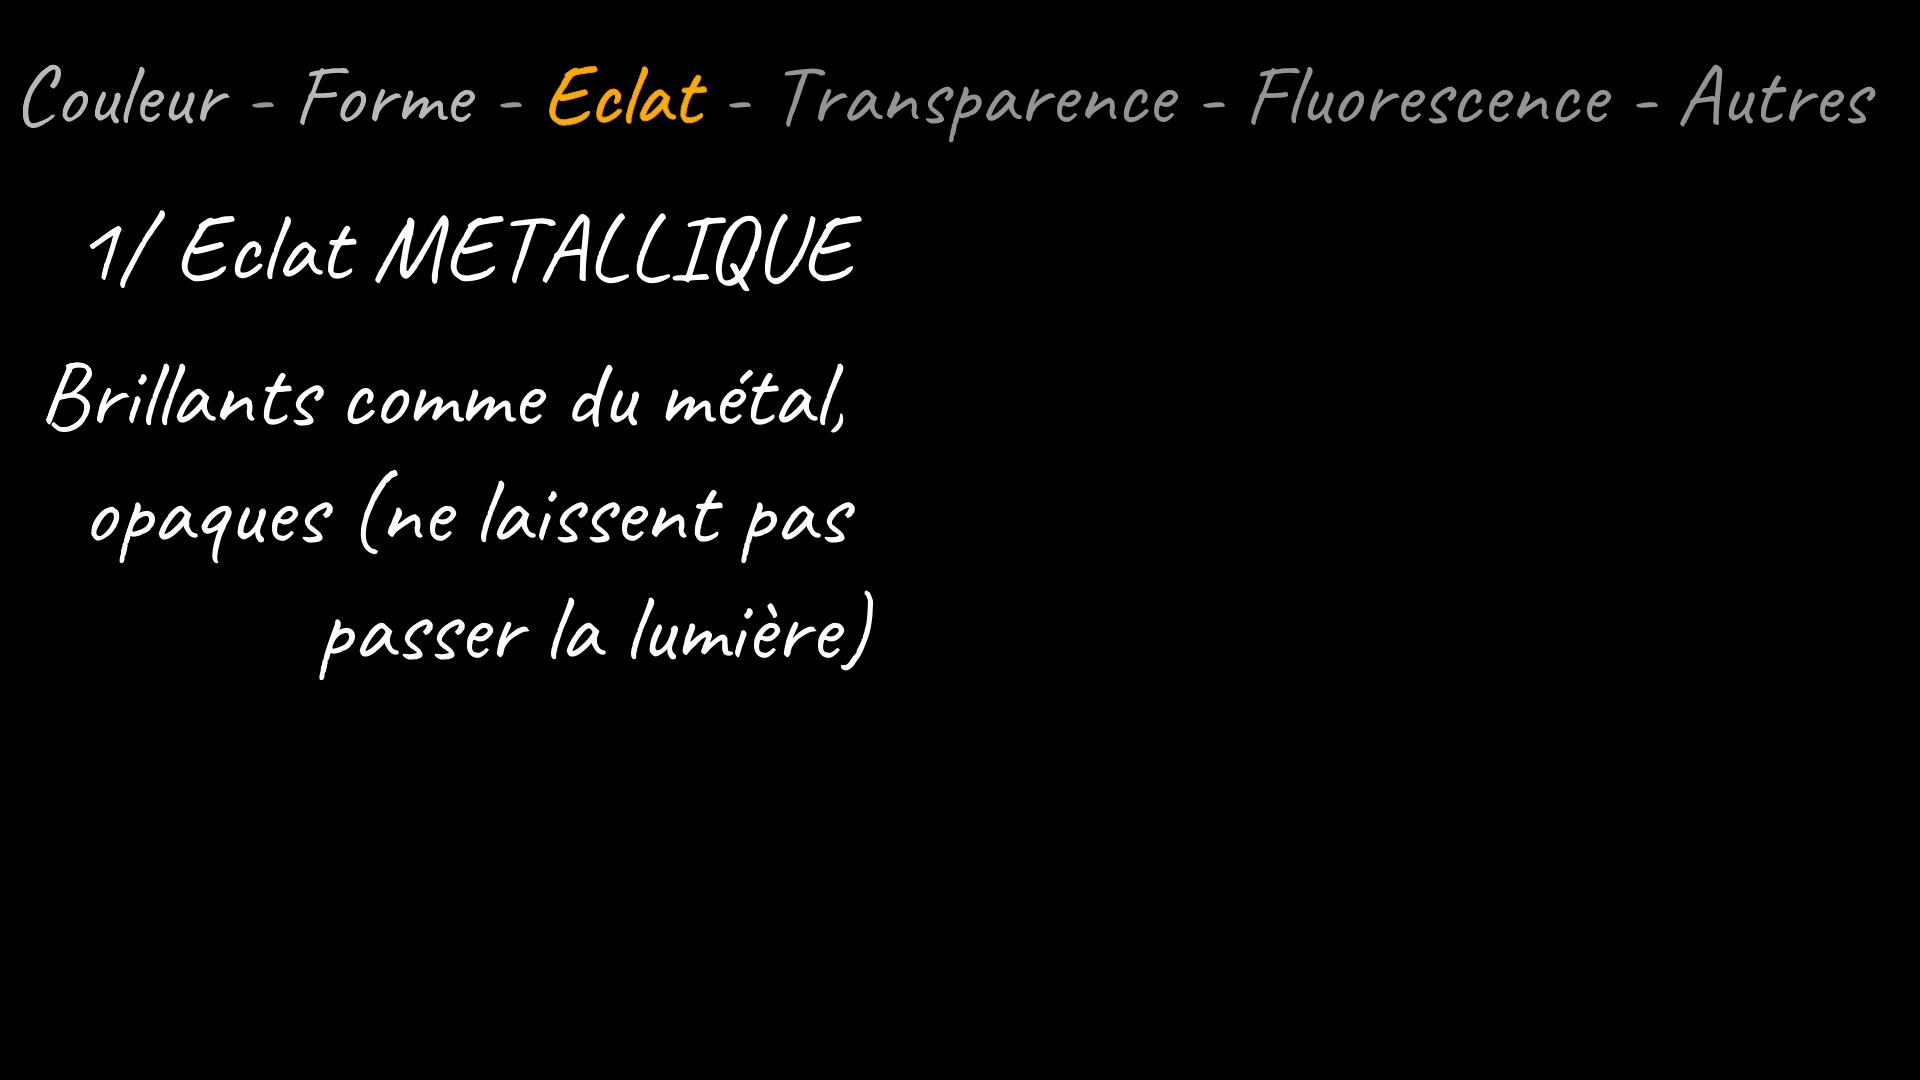 Couleur - Forme - Eclat - Transparence - Fluorescence - Autres
1/ Eclat METALLIQUE
Brillants comme du métal,
opaques (ne laissent pas
passer la lumière)